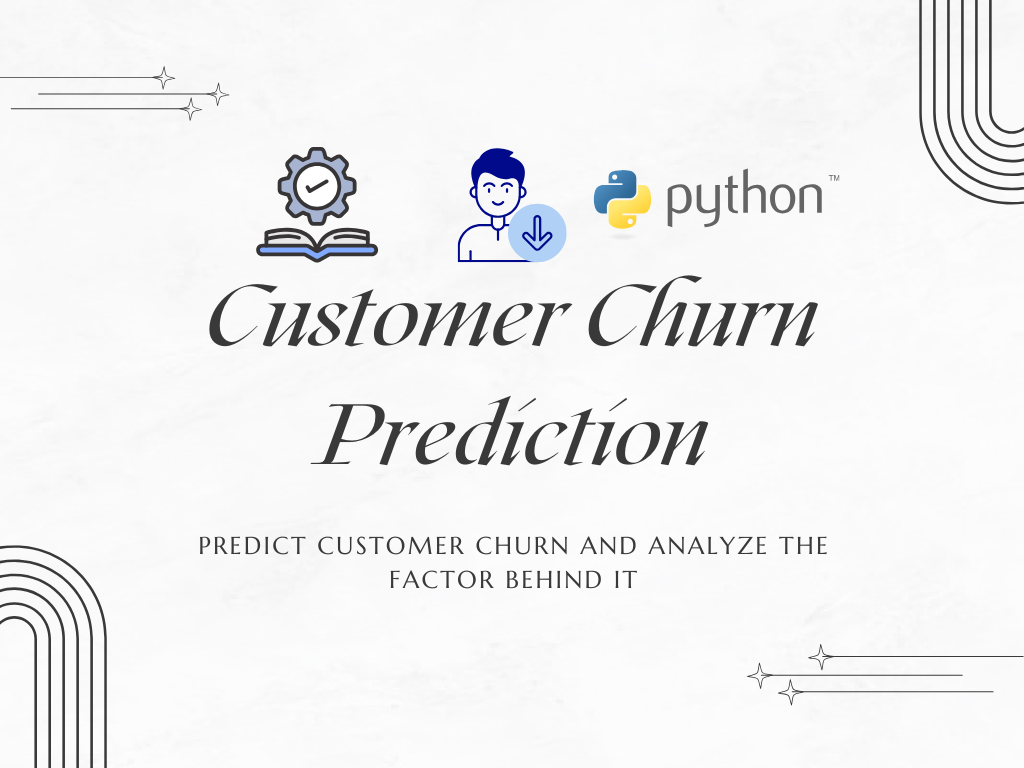 python™
Customer Churn
Prediction
PREDICT CUSTOMER CHURN AND ANALYZE THE
FACTOR BEHIND IT